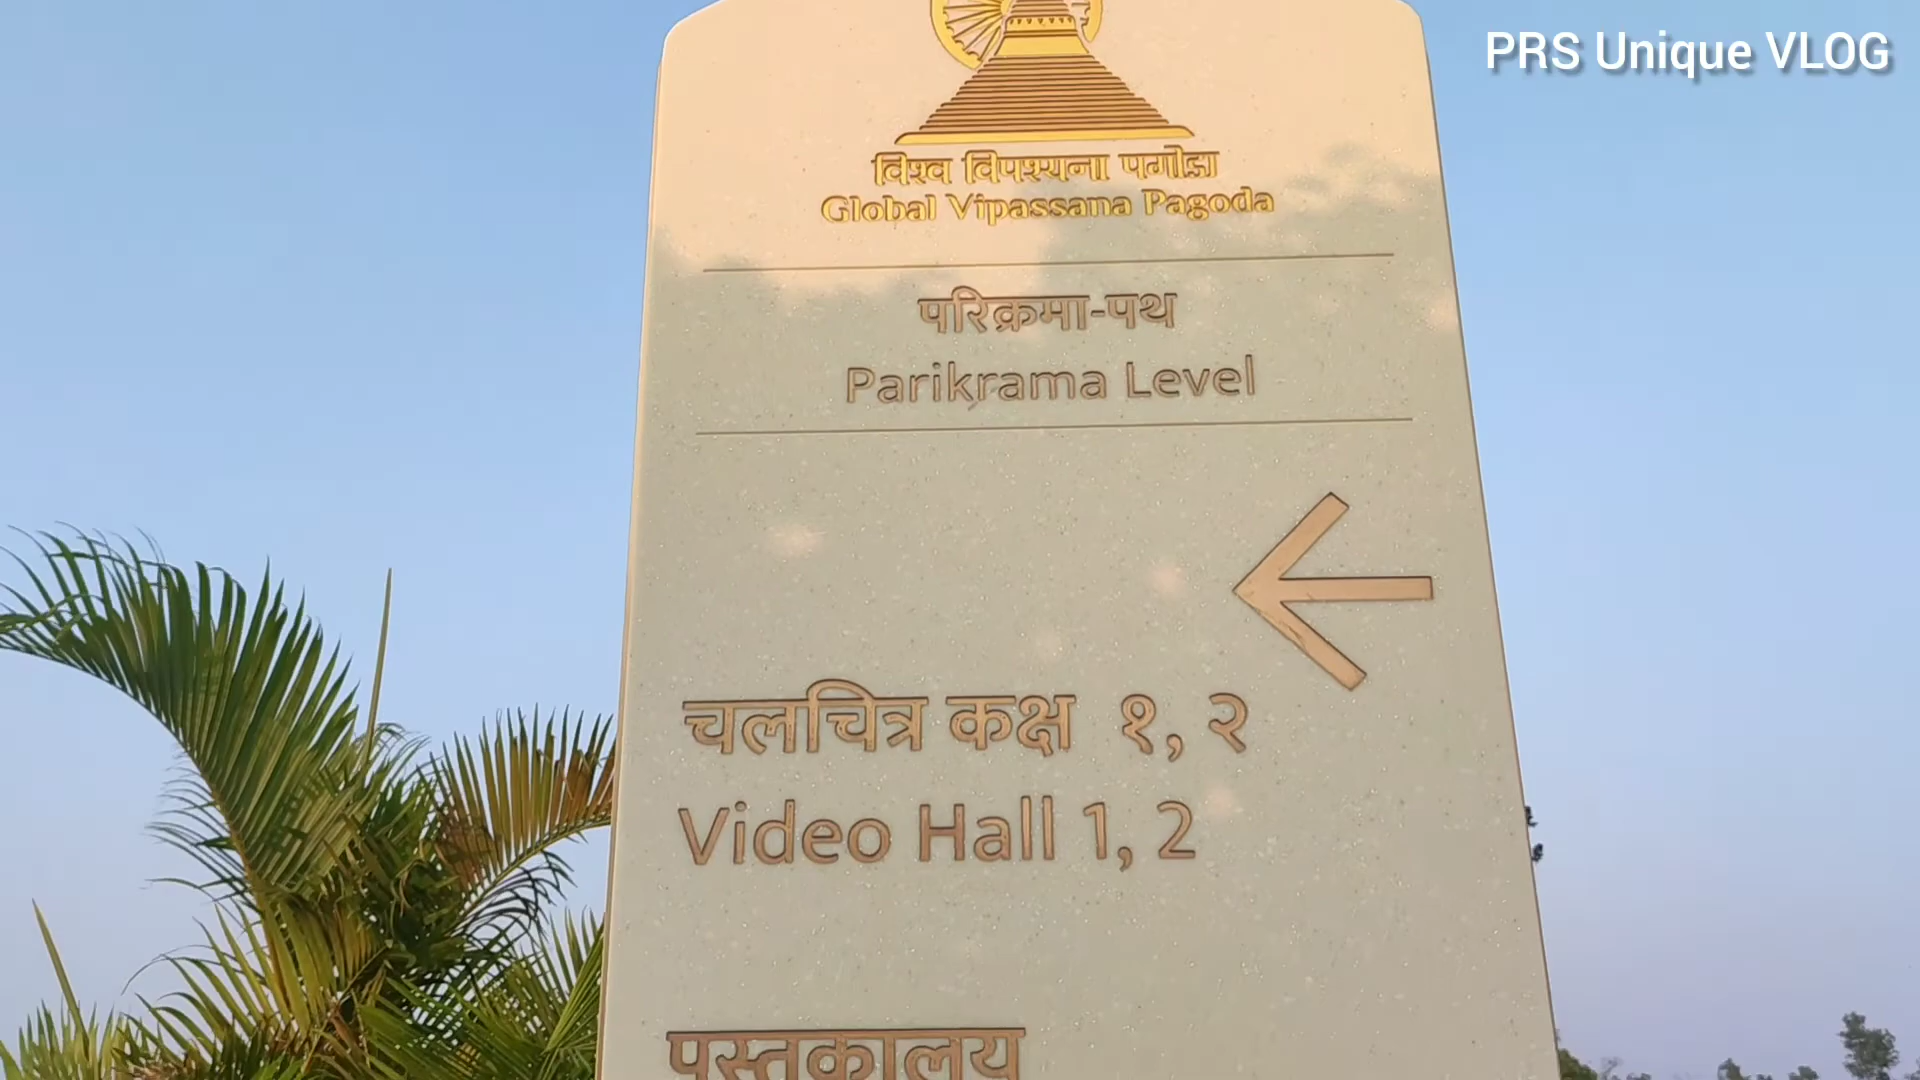 PRS Unique VLOG
विश्व विपश्यना पगोडा
Global Vipassana Pagoda
परिक्रमा-पथ
Parikrama Level
चलचित्र कक्ष १, २
Video Hall 1, 2
पुस्तकालय